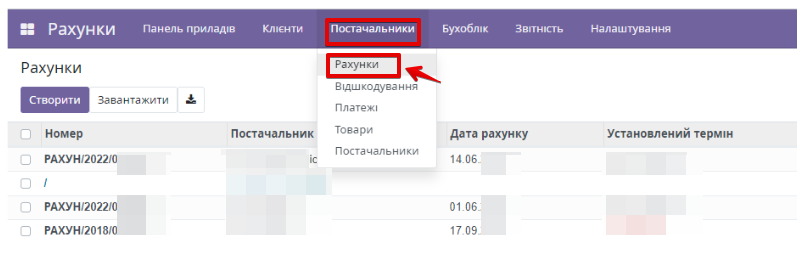 Рахунки Панель приладів Клієнти Постачальники Бухоблік Звітність Налаштування
Рахунки
Рахунки
Відшкодування
Платежі
Товари
Постачальники
Створити Завантажити
Номер Постачальник Дата рахунку Установлений термін
РАХУН/2022/0 14.06.
/
РАХУН/2022/0 01.06.
РАХУН/2018/0 17.09.